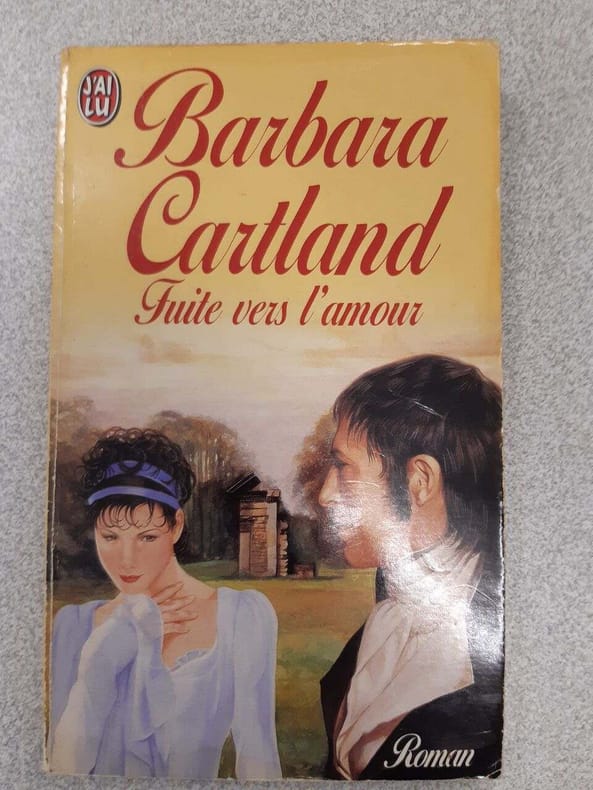 J'AI
LU
Barbara
Cartland
Fuite vers l'amour
Roman